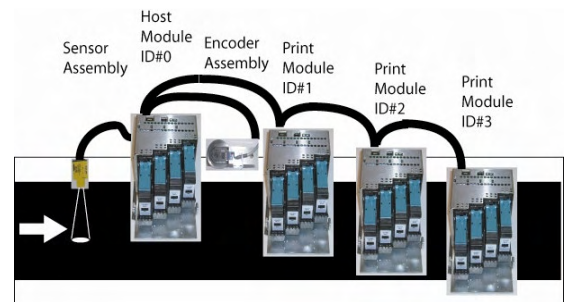 Sensor
Assembly
Host
Module
ID#0
Encoder
Assembly
Print
Module
ID#1
Print
Module
ID#2
Print
Module
ID#3